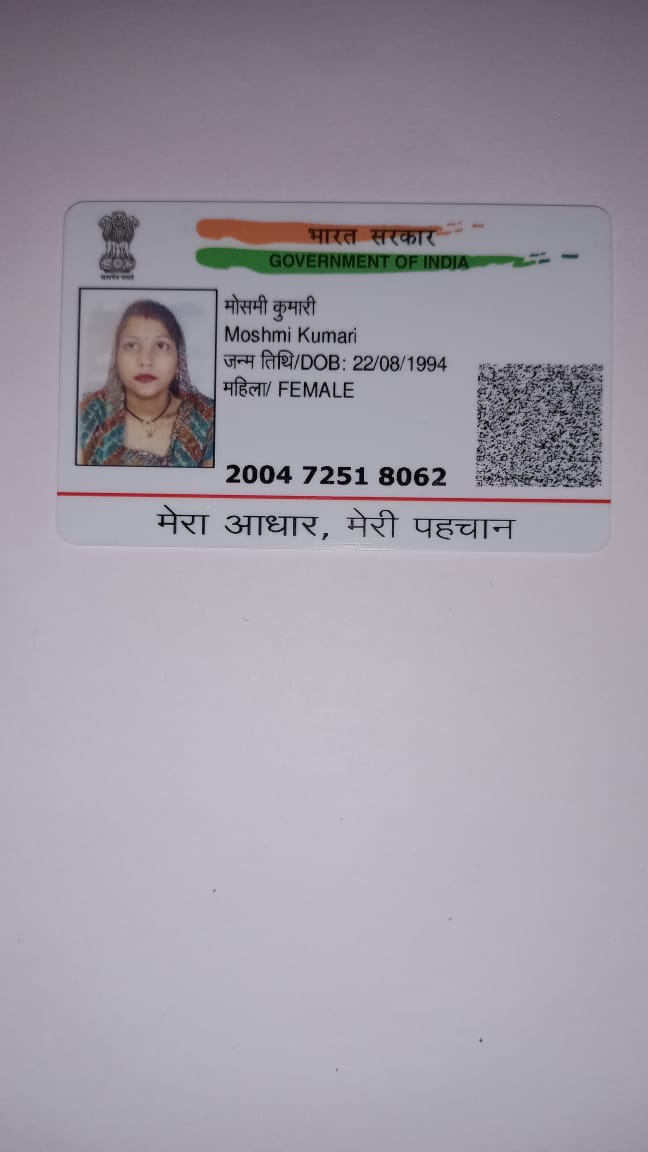 भारत सरकार
GOVERNMENT OF INDIA
सत्यमेव जयते
मोसमी कुमारी
Moshmi Kumari
जन्म तिथि/DOB: 22/08/1994
महिला/ FEMALE
2004 7251 8062
मेरा आधार, मेरी पहचान